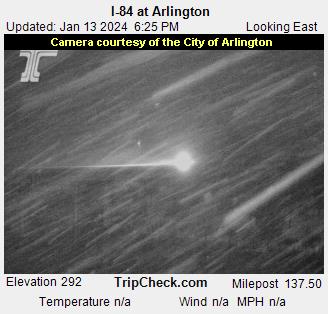 I-84 at Arlington
Updated: Jan 13 2024 6:25 PM Looking East
Camera courtesy of the City of Arlington
Elevation 292 TripCheck.com Milepost 137.50
Temperature n/a Wind n/a MPH n/a